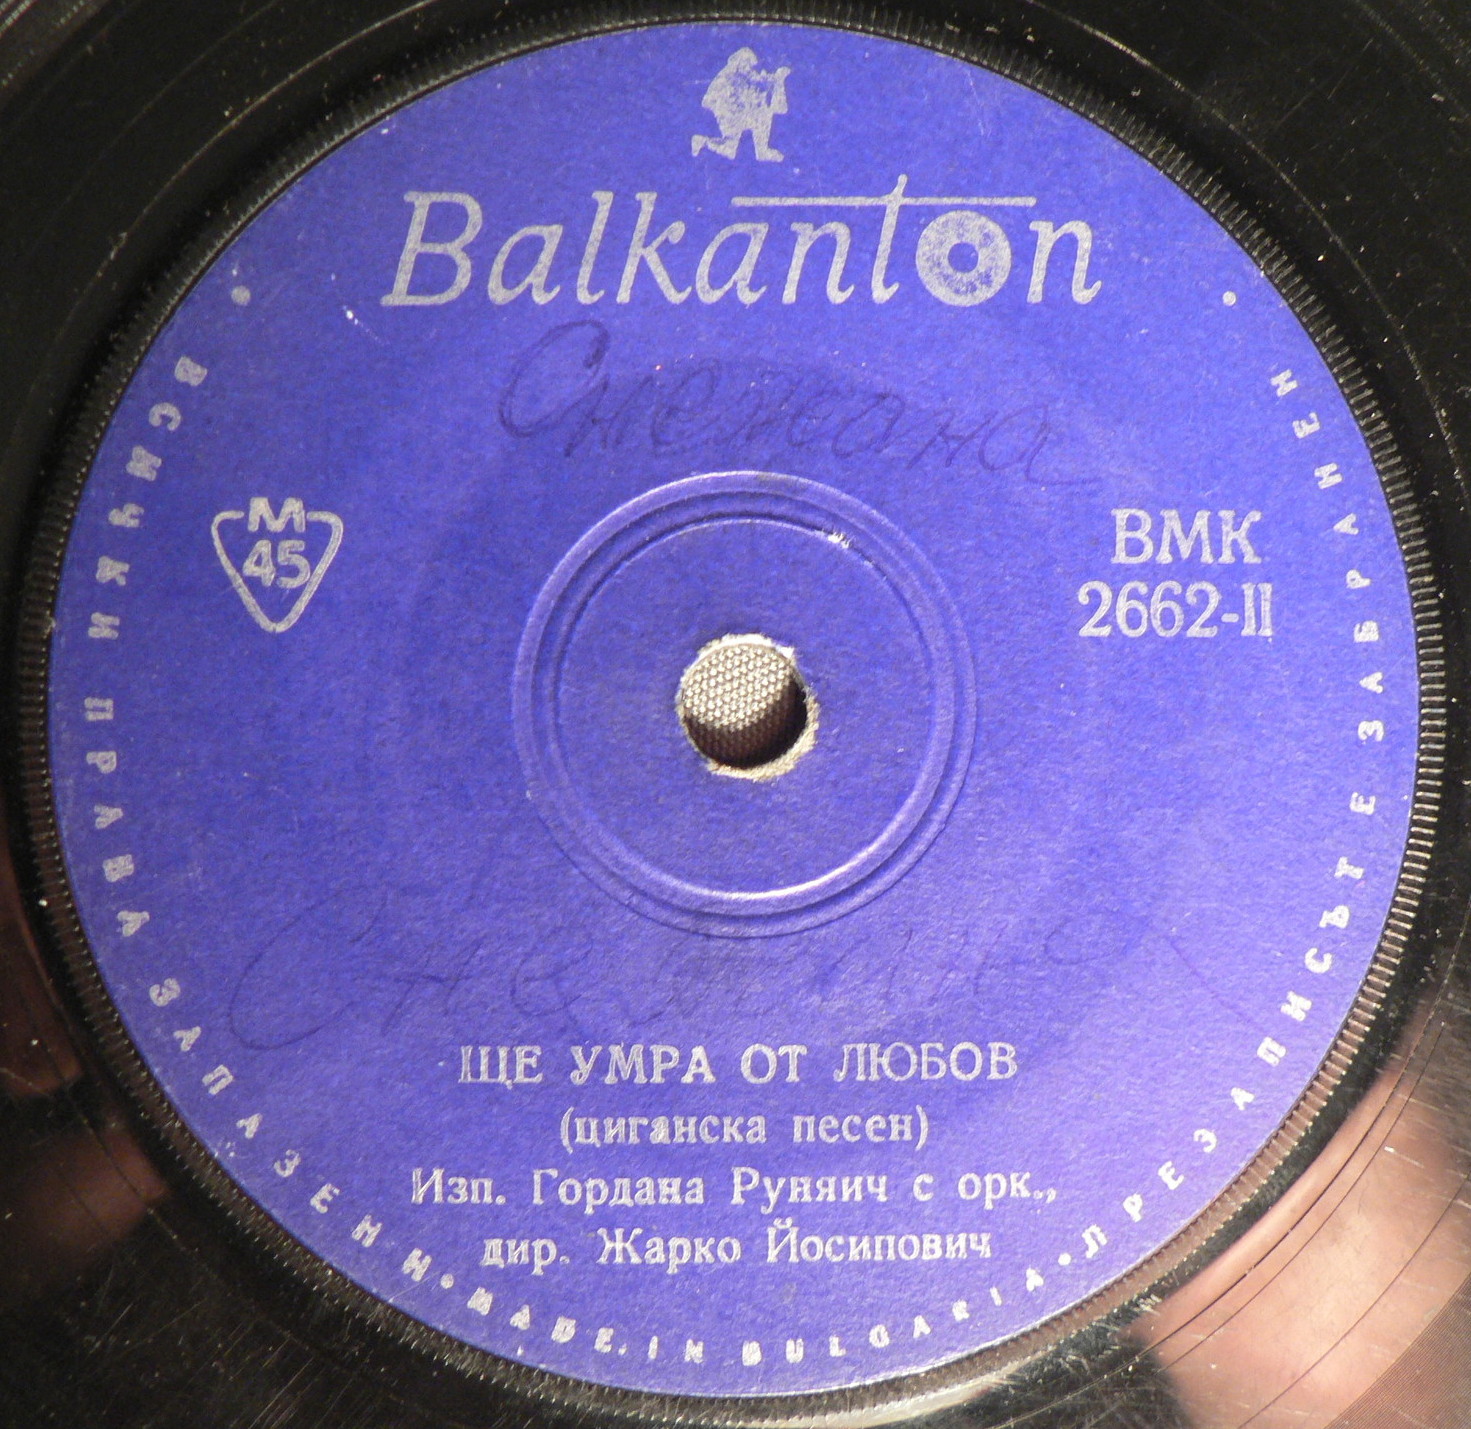 Balkanton
Снежана
М
45
ВМК
2662-II
Снежана
ЩЕ УМРА ОТ ЛЮБОВ
(циганска песен)
Изп. Гордана Руняич с орк.,
дир. Жарко Йосипович
ВСИЧКИ ПРАВА ЗАПАЗЕНИ • MADE IN BULGARIA • ПРЕЗАПИСЪТ Е ЗАБРАНЕН